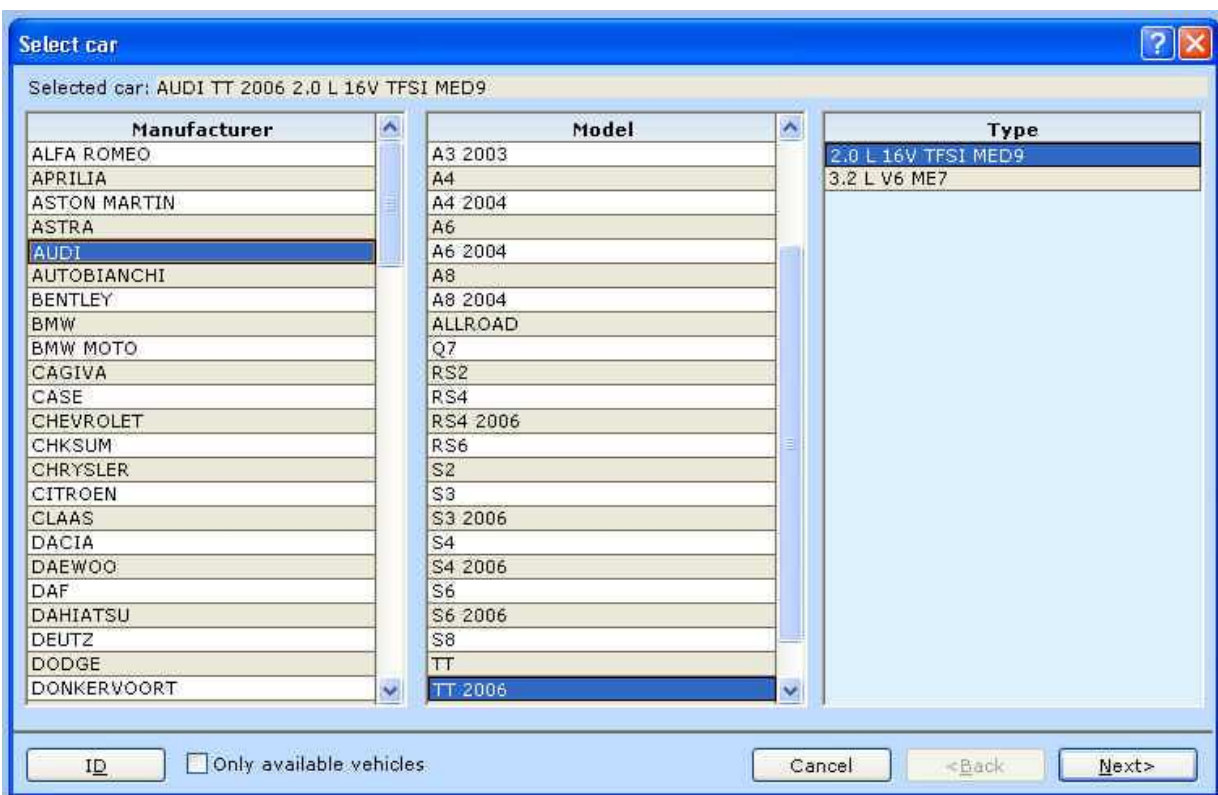 Select car
Selected car: AUDI TT 2006 2.0 L 16V TFSI MED9
Manufacturer
ALFA ROMEO
APRILIA
ASTON MARTIN
ASTRA
AUDI
AUTOBIANCHI
BENTLEY
BMW
BMW MOTO
CAGIVA
CASE
CHEVROLET
CHKSUM
CHRYSLER
CITROEN
CLAAS
DACIA
DAEWOO
DAF
DAHIATSU
DEUTZ
DODGE
DONKERVOORT
Model
A3 2003
A4
A4 2004
A6
A6 2004
A8
A8 2004
ALLROAD
Q7
RS2
RS4
RS4 2006
RS6
S2
S3
S3 2006
S4
S4 2006
S6
S6 2006
S8
TT
TT 2006
Type
2.0 L 16V TFSI MED9
3.2 L V6 ME7
ID
Only available vehicles
Cancel
<Back
Next>